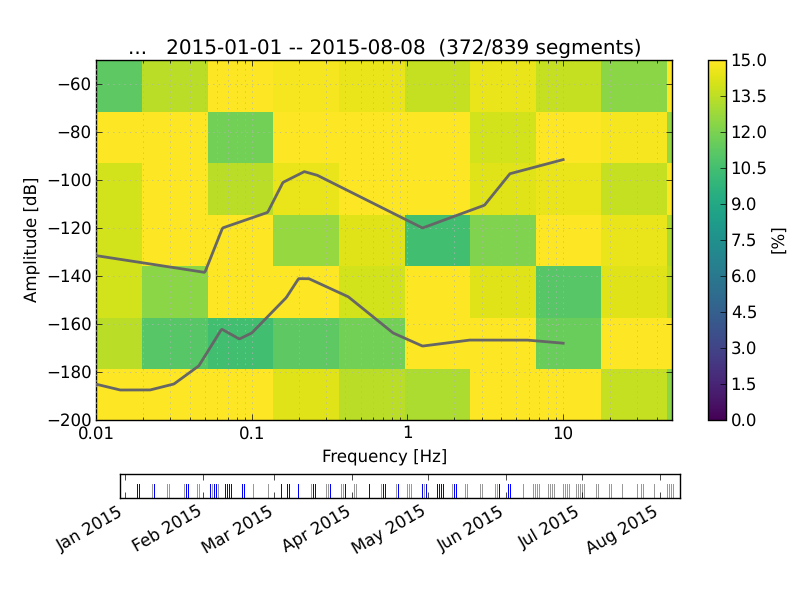 ...   2015-01-01 -- 2015-08-08  (372/839 segments)
Amplitude [dB]
−60
−80
−100
−120
−140
−160
−180
−200
0.01
0.1
1
10
Frequency [Hz]
15.0
13.5
12.0
10.5
9.0
7.5
6.0
4.5
3.0
1.5
0.0
[%]
Jan 2015
Feb 2015
Mar 2015
Apr 2015
May 2015
Jun 2015
Jul 2015
Aug 2015